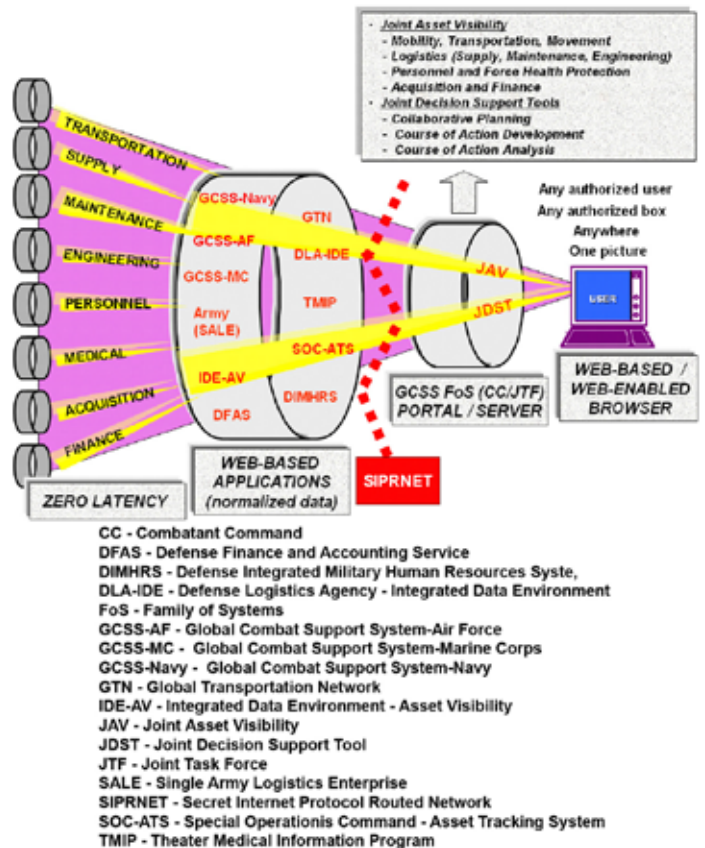 - Joint Asset Visibility
- Mobility, Transportation, Movement
- Logistics (Supply, Maintenance, Engineering)
- Personnel and Force Health Protection
- Acquisition and Finance
- Joint Decision Support Tools
- Collaborative Planning
- Course of Action Development
- Course of Action Analysis
TRANSPORTATION
SUPPLY
MAINTENANCE
ENGINEERING
PERSONNEL
MEDICAL
ACQUISITION
FINANCE
GCSS-Navy
GCSS-AF
GCSS-MC
Army
(SALE)
IDE-AV
DFAS
GTN
DLA-IDE
TMIP
SOC-ATS
DIMHRS
JAV
JDST
Any authorized user
Any authorized box
Anywhere
One picture
USER
ZERO LATENCY
WEB-BASED
APPLICATIONS
(normalized data)
SIPRNET
GCSS FoS (CC/JTF)
PORTAL / SERVER
WEB-BASED /
WEB-ENABLED
BROWSER
CC - Combatant Command
DFAS - Defense Finance and Accounting Service
DIMHRS - Defense Integrated Military Human Resources Syste,
DLA-IDE - Defense Logistics Agency - Integrated Data Environment
FoS - Family of Systems
GCSS-AF - Global Combat Support System-Air Force
GCSS-MC - Global Combat Support System-Marine Corps
GCSS-Navy - Global Combat Support System-Navy
GTN - Global Transportation Network
IDE-AV - Integrated Data Environment - Asset Visibility
JAV - Joint Asset Visibility
JDST - Joint Decision Support Tool
JTF - Joint Task Force
SALE - Single Army Logistics Enterprise
SIPRNET - Secret Internet Protocol Routed Network
SOC-ATS - Special Operationis Command - Asset Tracking System
TMIP - Theater Medical Information Program